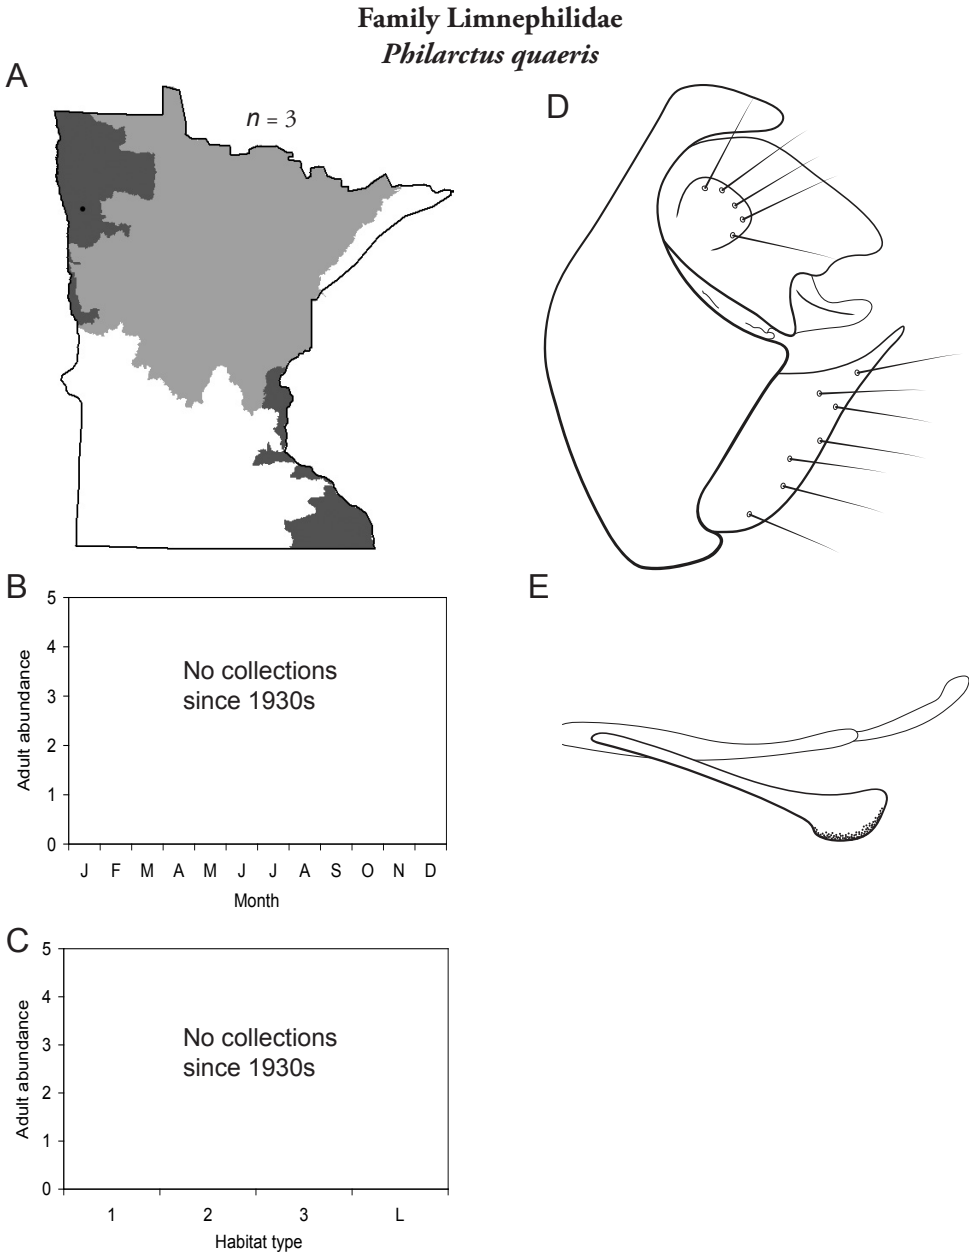 Family Limnephilidae
Philarctus quaeris
A
n = 3
D
B
5
4
3
2
1
0
Adult abundance
No collections
since 1930s
J F M A M J J A S O N D
Month
E
C
5
4
3
2
1
0
Adult abundance
No collections
since 1930s
1 2 3 L
Habitat type